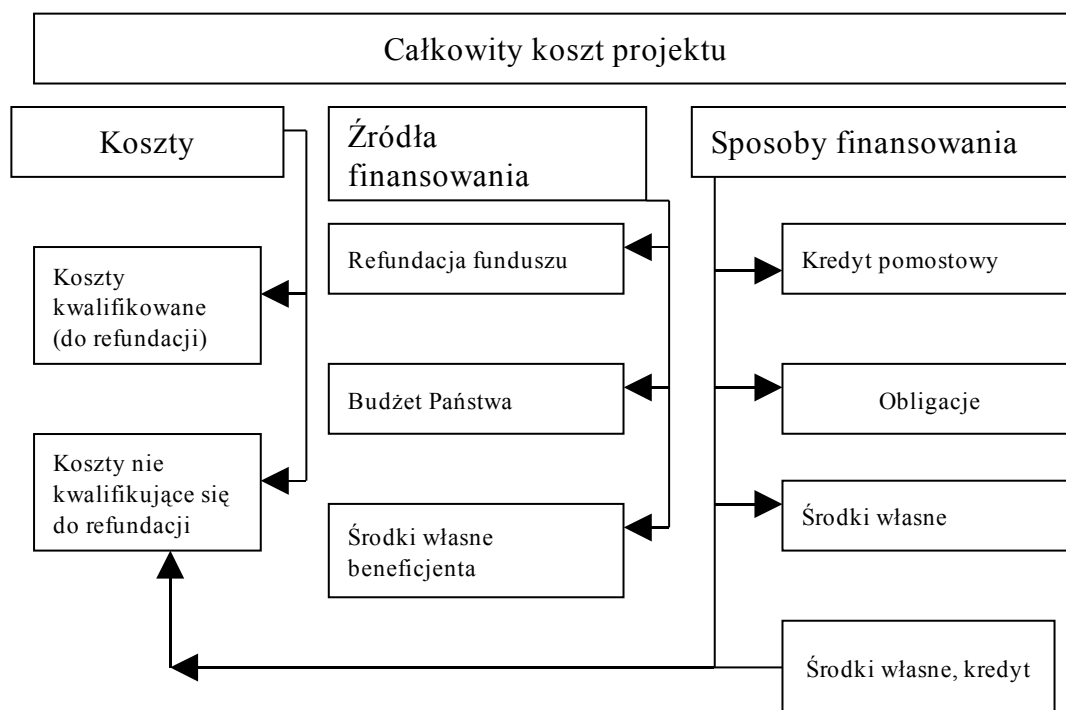 Całkowity koszt projektu
Koszty
Koszty
kwalifikowane
(do refundacji)
Koszty nie
kwalifikujące się
do refundacji
Źródła
finansowania
Refundacja funduszu
Budżet Państwa
Środki własne
beneficjenta
Sposoby finansowania
Kredyt pomostowy
Obligacje
Środki własne
Środki własne, kredyt